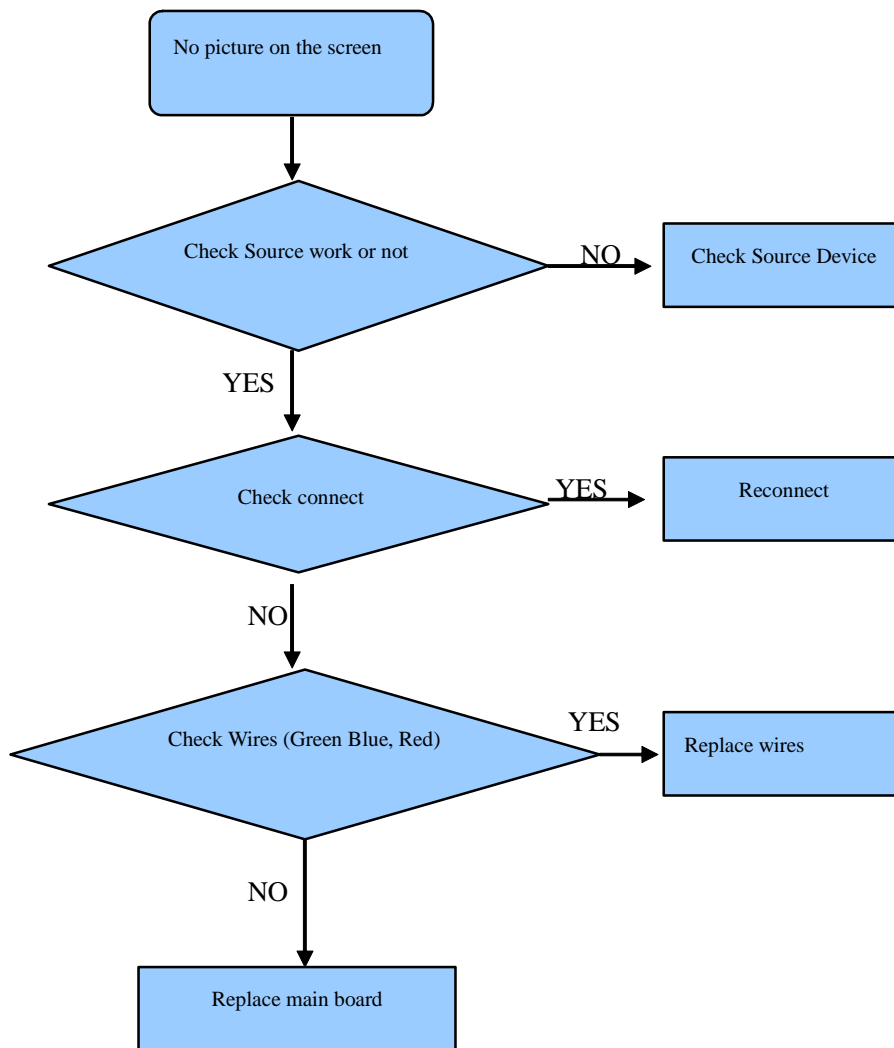 No picture on the screen
Check Source work or not
NO
Check Source Device
YES
Check connect
YES
Reconnect
NO
Check Wires (Green Blue, Red)
YES
Replace wires
NO
Replace main board